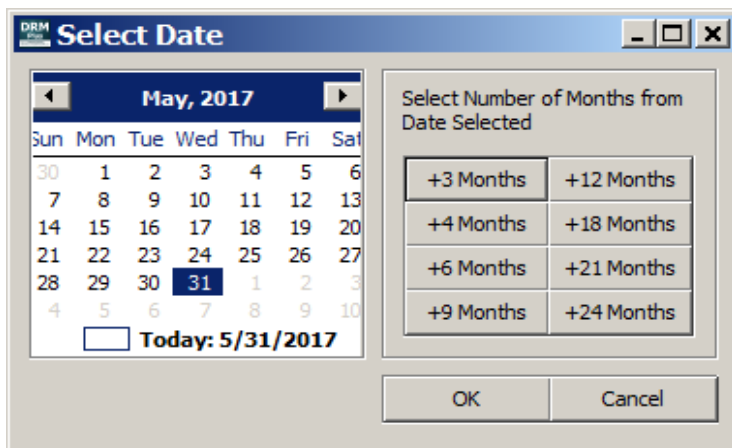 DRM Select Date
May, 2017
Sun Mon Tue Wed Thu Fri Sat
30 1 2 3 4 5 6
7 8 9 10 11 12 13
14 15 16 17 18 19 20
21 22 23 24 25 26 27
28 29 30 31 1 2 3
4 5 6 7 8 9 10
Today: 5/31/2017
Select Number of Months from
Date Selected
+3 Months +12 Months
+4 Months +18 Months
+6 Months +21 Months
+9 Months +24 Months
OK Cancel